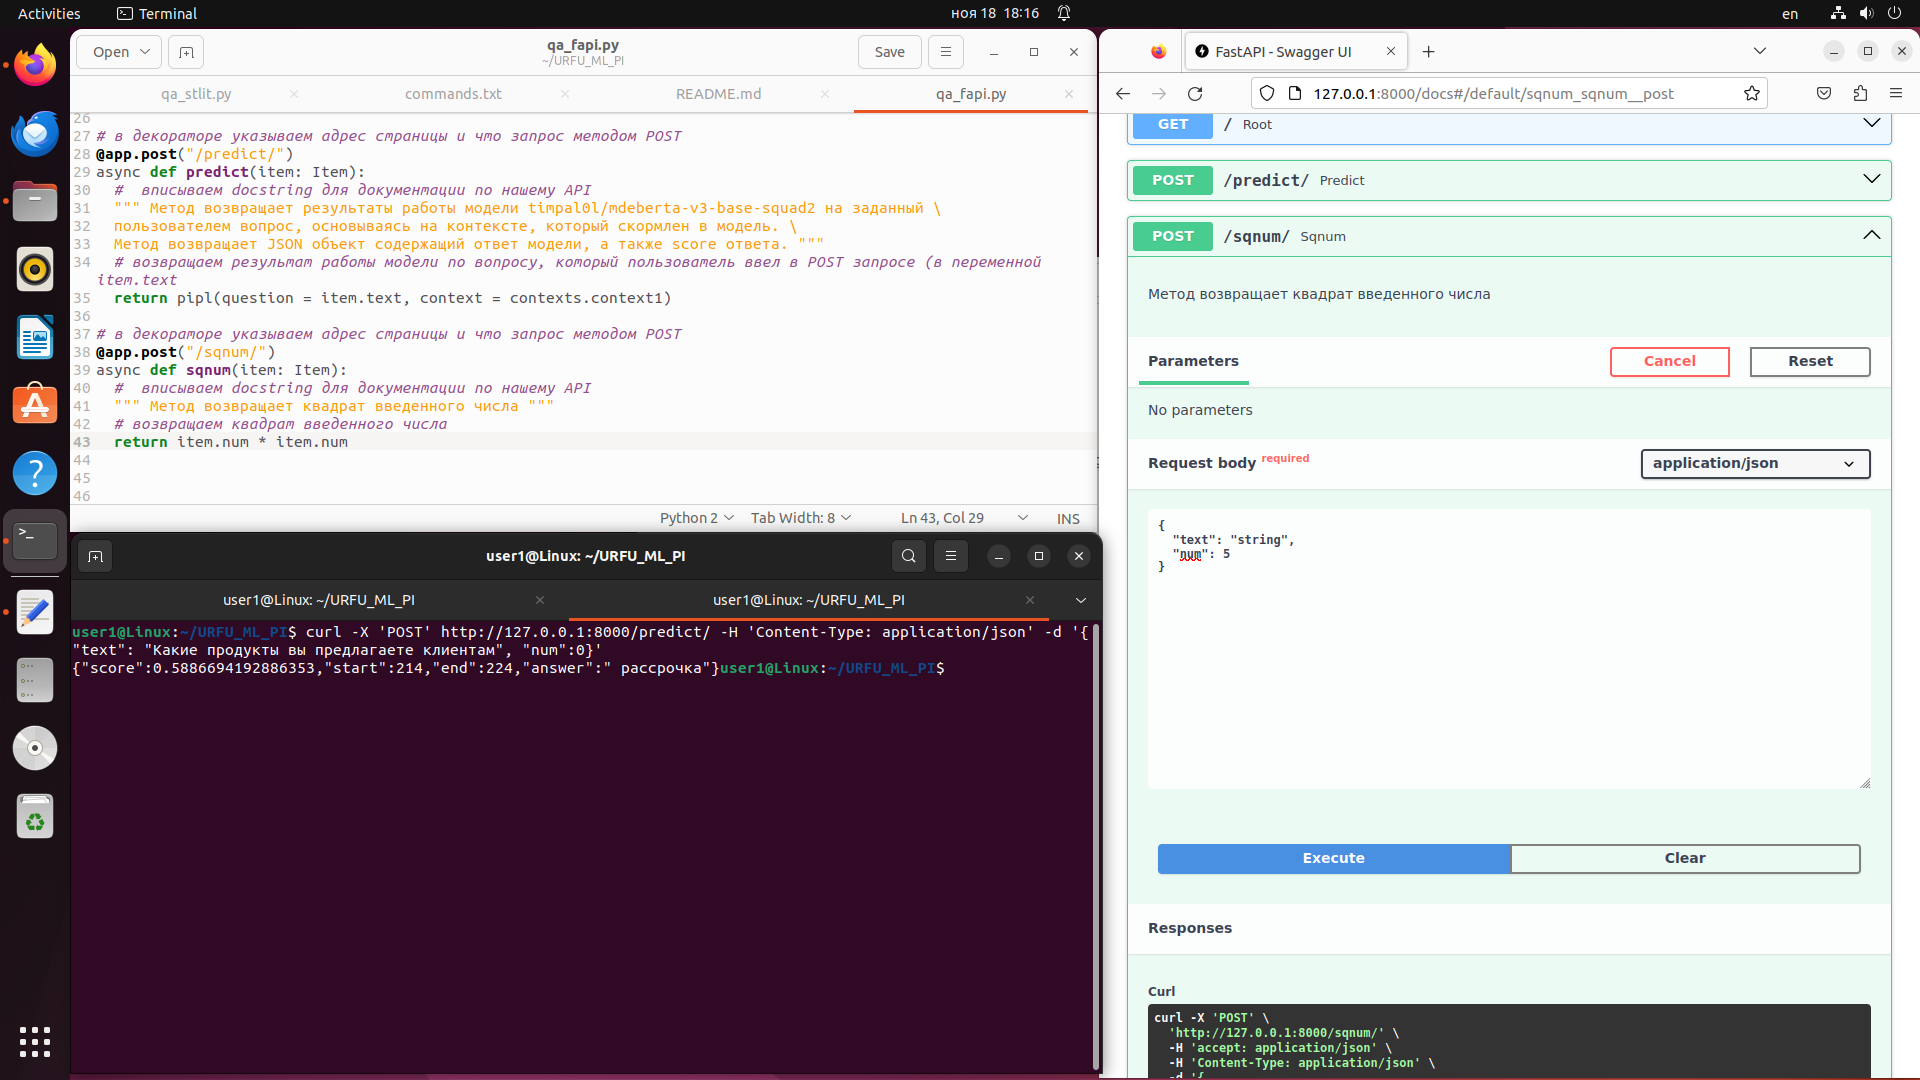 Activities
Terminal
ноя 18 18:16
en
Open
qa_fapi.py
~/URFU_ML_PI
Save
qa_stlit.py
commands.txt
README.md
qa_fapi.py
26
27 # в декораторе указываем адрес страницы и что запрос методом POST
28 @app.post("/predict/")
29 async def predict(item: Item):
30   #  вписываем docstring для документации по нашему API
31   """ Метод возвращает результаты работы модели timpal0l/mdeberta-v3-base-squad2 на заданный \
32   пользователем вопрос, основываясь на контексте, который скормлен в модель. \
33   Метод возвращает JSON объект содержащий ответ модели, а также score ответа. """
34   # возвращаем результат работы модели по вопросу, который пользователь ввел в POST запросе (в переменной
item.text
35   return pipl(question = item.text, context = contexts.context1)
36
37 # в декораторе указываем адрес страницы и что запрос методом POST
38 @app.post("/sqnum/")
39 async def sqnum(item: Item):
40   #  вписываем docstring для документации по нашему API
41   """ Метод возвращает квадрат введенного числа """
42   # возвращаем квадрат введенного числа
43   return item.num * item.num
44
45
46
Python 2
Tab Width: 8
Ln 43, Col 29
INS
user1@Linux: ~/URFU_ML_PI
user1@Linux: ~/URFU_ML_PI
user1@Linux: ~/URFU_ML_PI
user1@Linux:~/URFU_ML_PI$ curl -X 'POST' http://127.0.0.1:8000/predict/ -H 'Content-Type: application/json' -d '{
"text": "Какие продукты вы предлагаете клиентам", "num":0}'
{"score":0.5886694192886353,"start":214,"end":224,"answer":" рассрочка"}user1@Linux:~/URFU_ML_PI$
FastAPI - Swagger UI
127.0.0.1:8000/docs#/default/sqnum_sqnum__post
GET / Root
POST /predict/ Predict
POST /sqnum/ Sqnum
Метод возвращает квадрат введенного числа
Parameters
Cancel
Reset
No parameters
Request body required
application/json
{
  "text": "string",
  "num": 5
}
Execute
Clear
Responses
Curl
curl -X 'POST' \
  'http://127.0.0.1:8000/sqnum/' \
  -H 'accept: application/json' \
  -H 'Content-Type: application/json' \
  -d '{